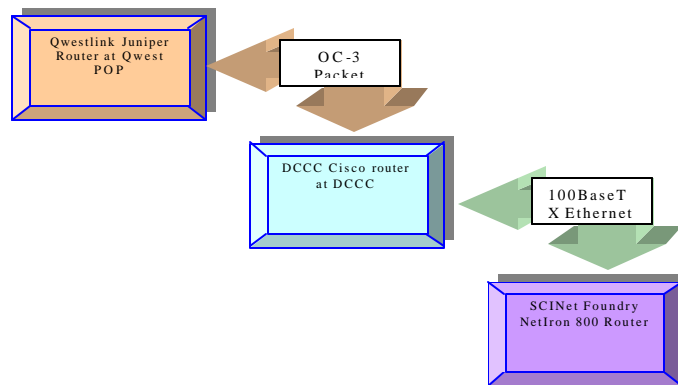 Qwestlink Juniper
Router at Qwest
POP
OC-3
Packet
DCCC Cisco router
at DCCC
100BaseT
X Ethernet
SCINet Foundry
NetIron 800 Router